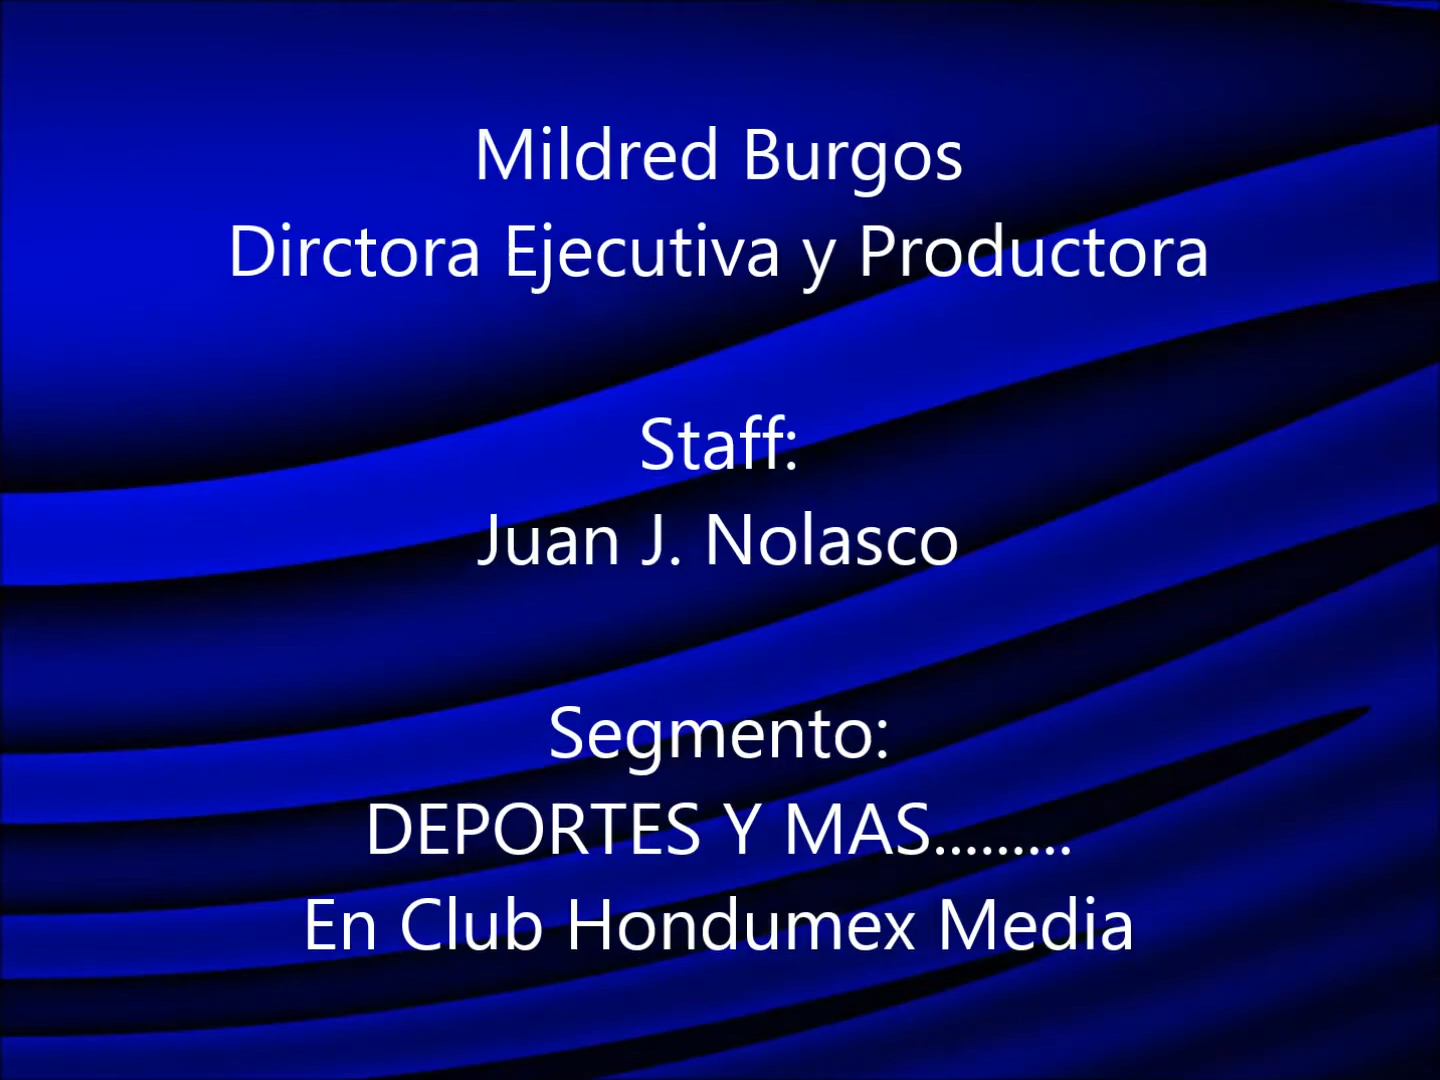 Mildred Burgos
Dirctora Ejecutiva y Productora
Staff:
Juan J. Nolasco
Segmento:
DEPORTES Y MAS.........
En Club Hondumex Media